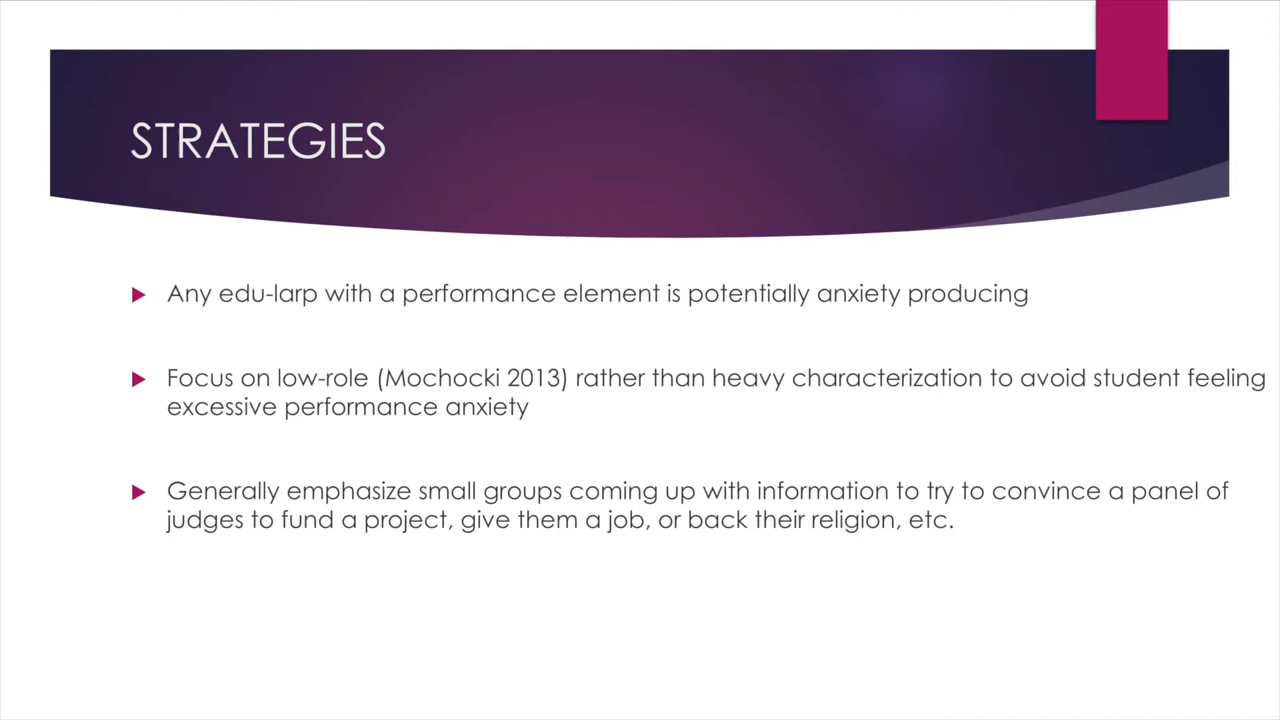 STRATEGIES
Any edu-larp with a performance element is potentially anxiety producing
Focus on low-role (Mochocki 2013) rather than heavy characterization to avoid student feeling
excessive performance anxiety
Generally emphasize small groups coming up with information to try to convince a panel of
judges to fund a project, give them a job, or back their religion, etc.